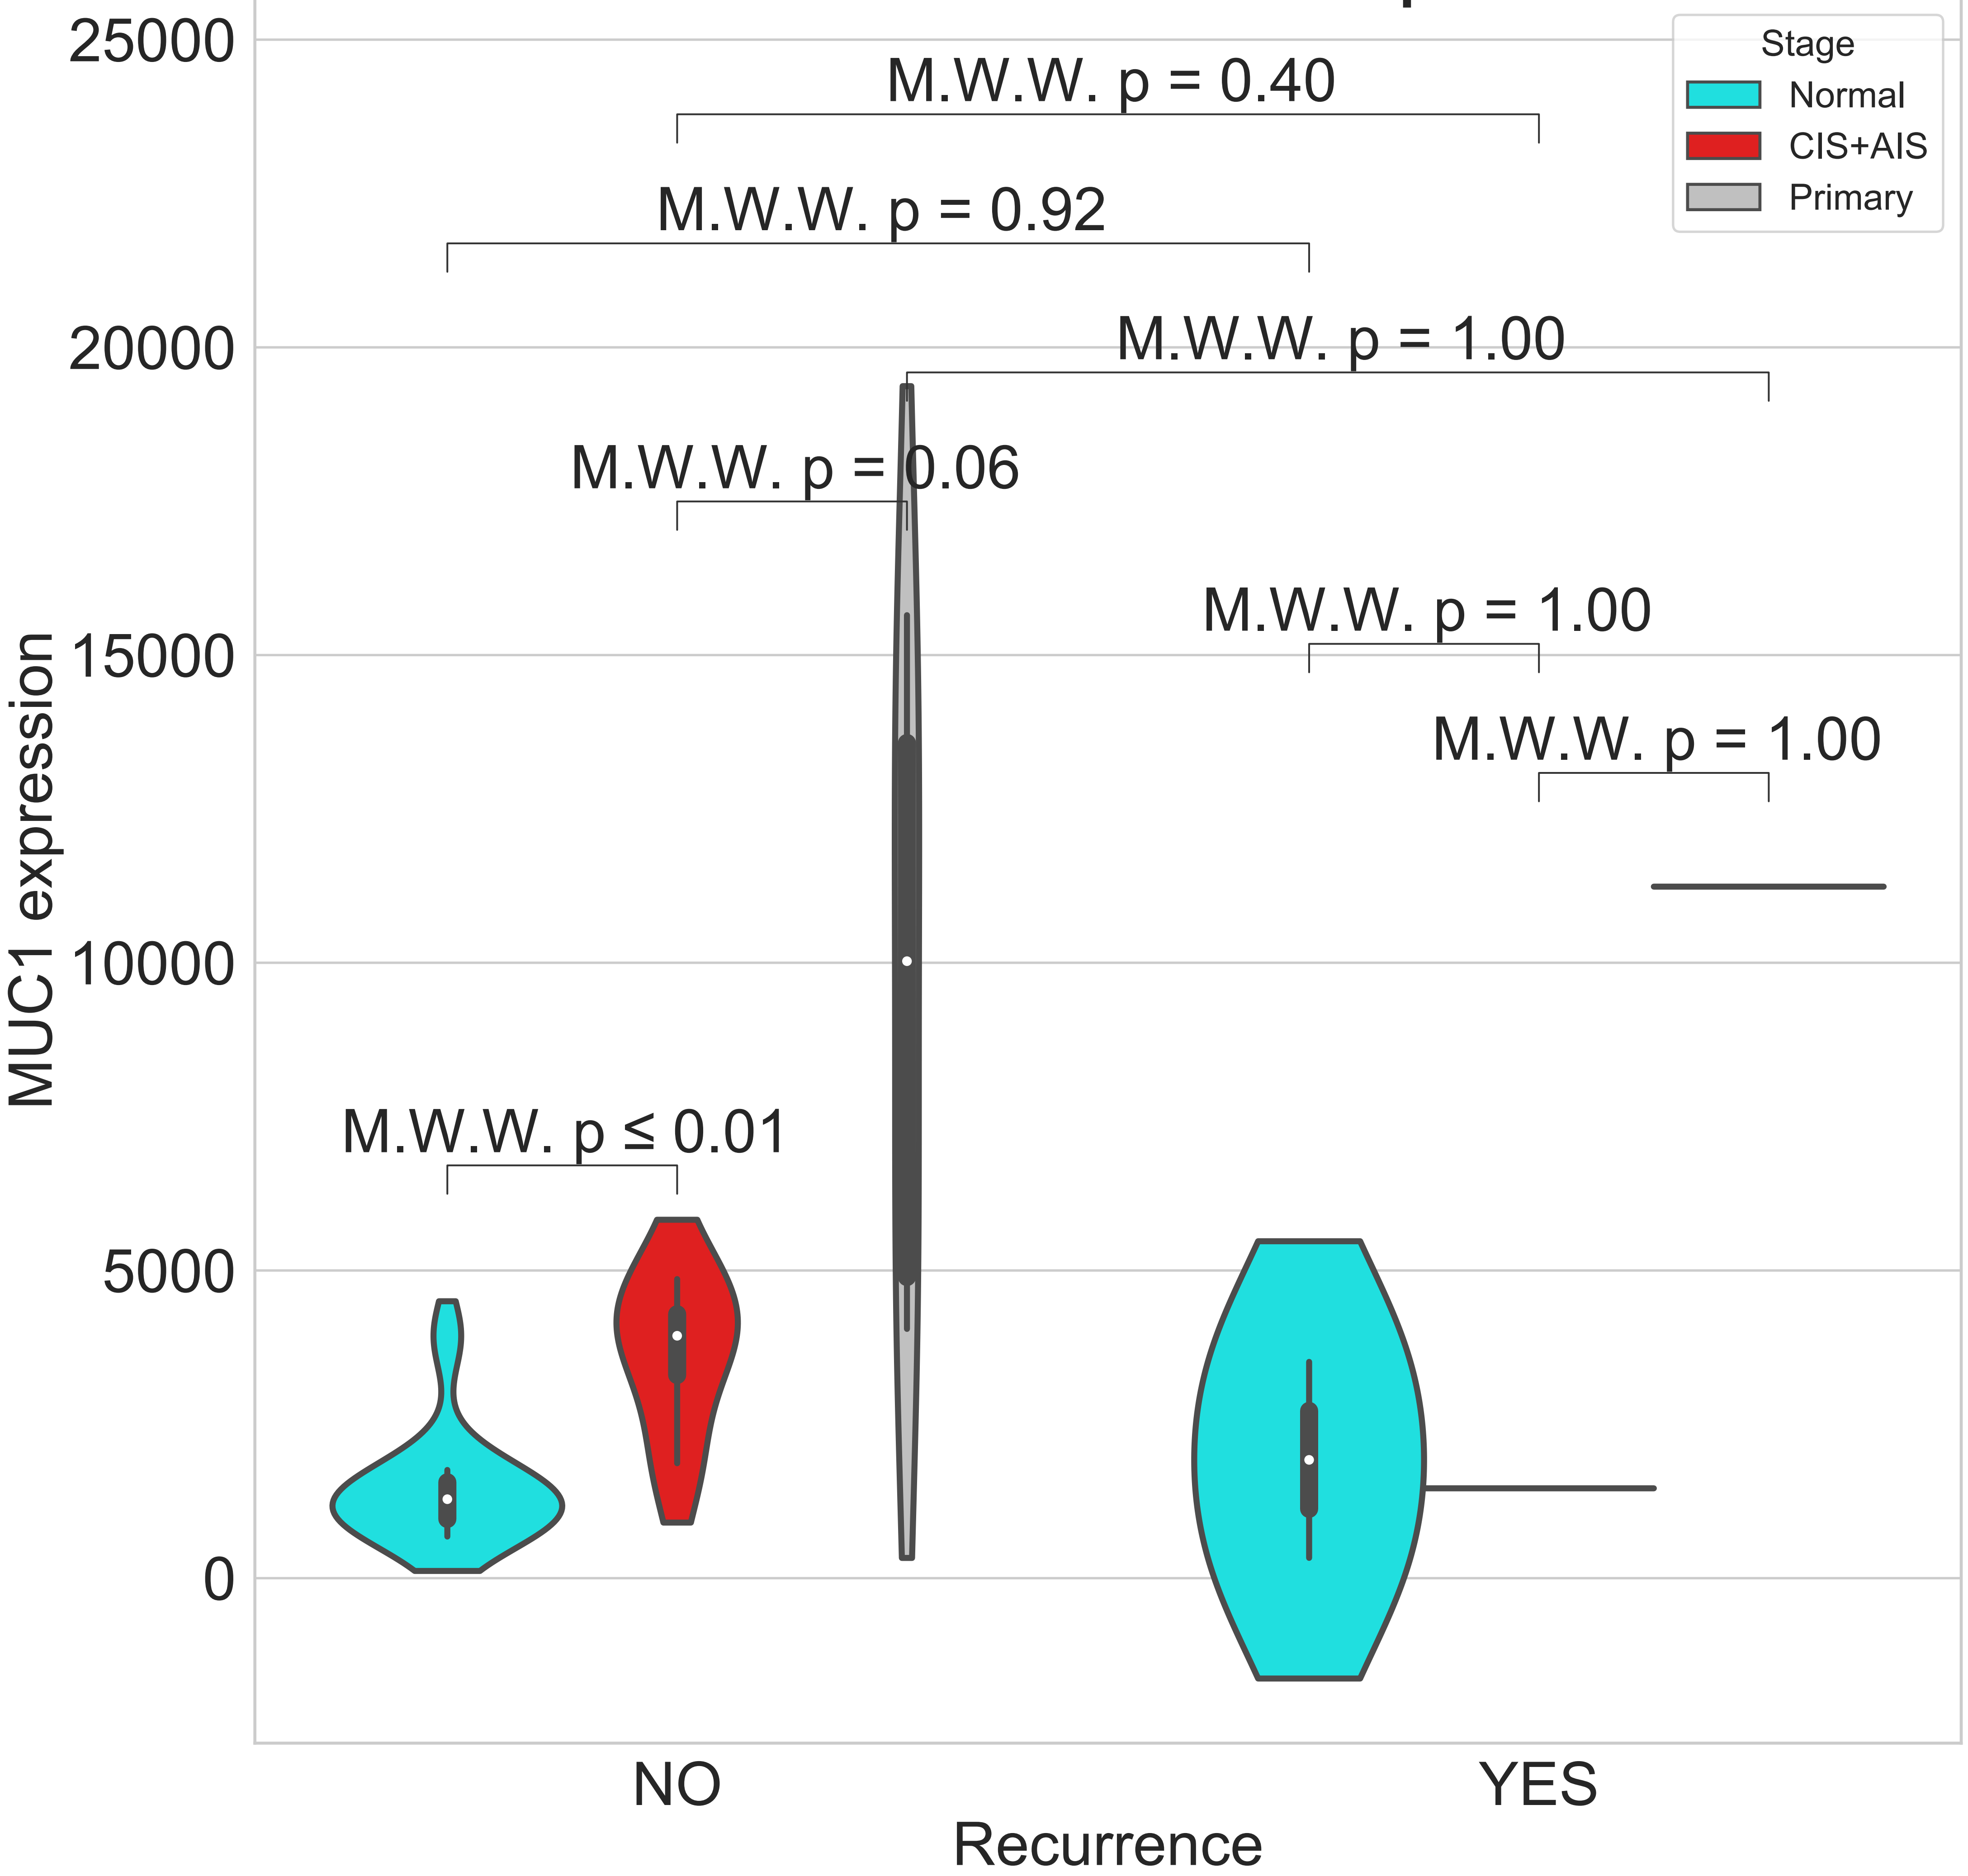 25000
20000
15000
10000
5000
0
MUC1 expression
M.W.W. p = 0.40
M.W.W. p = 0.92
M.W.W. p = 1.00
M.W.W. p = 0.06
M.W.W. p = 1.00
M.W.W. p = 1.00
M.W.W. p ≤ 0.01
Stage
Normal
CIS+AIS
Primary
NO
YES
Recurrence